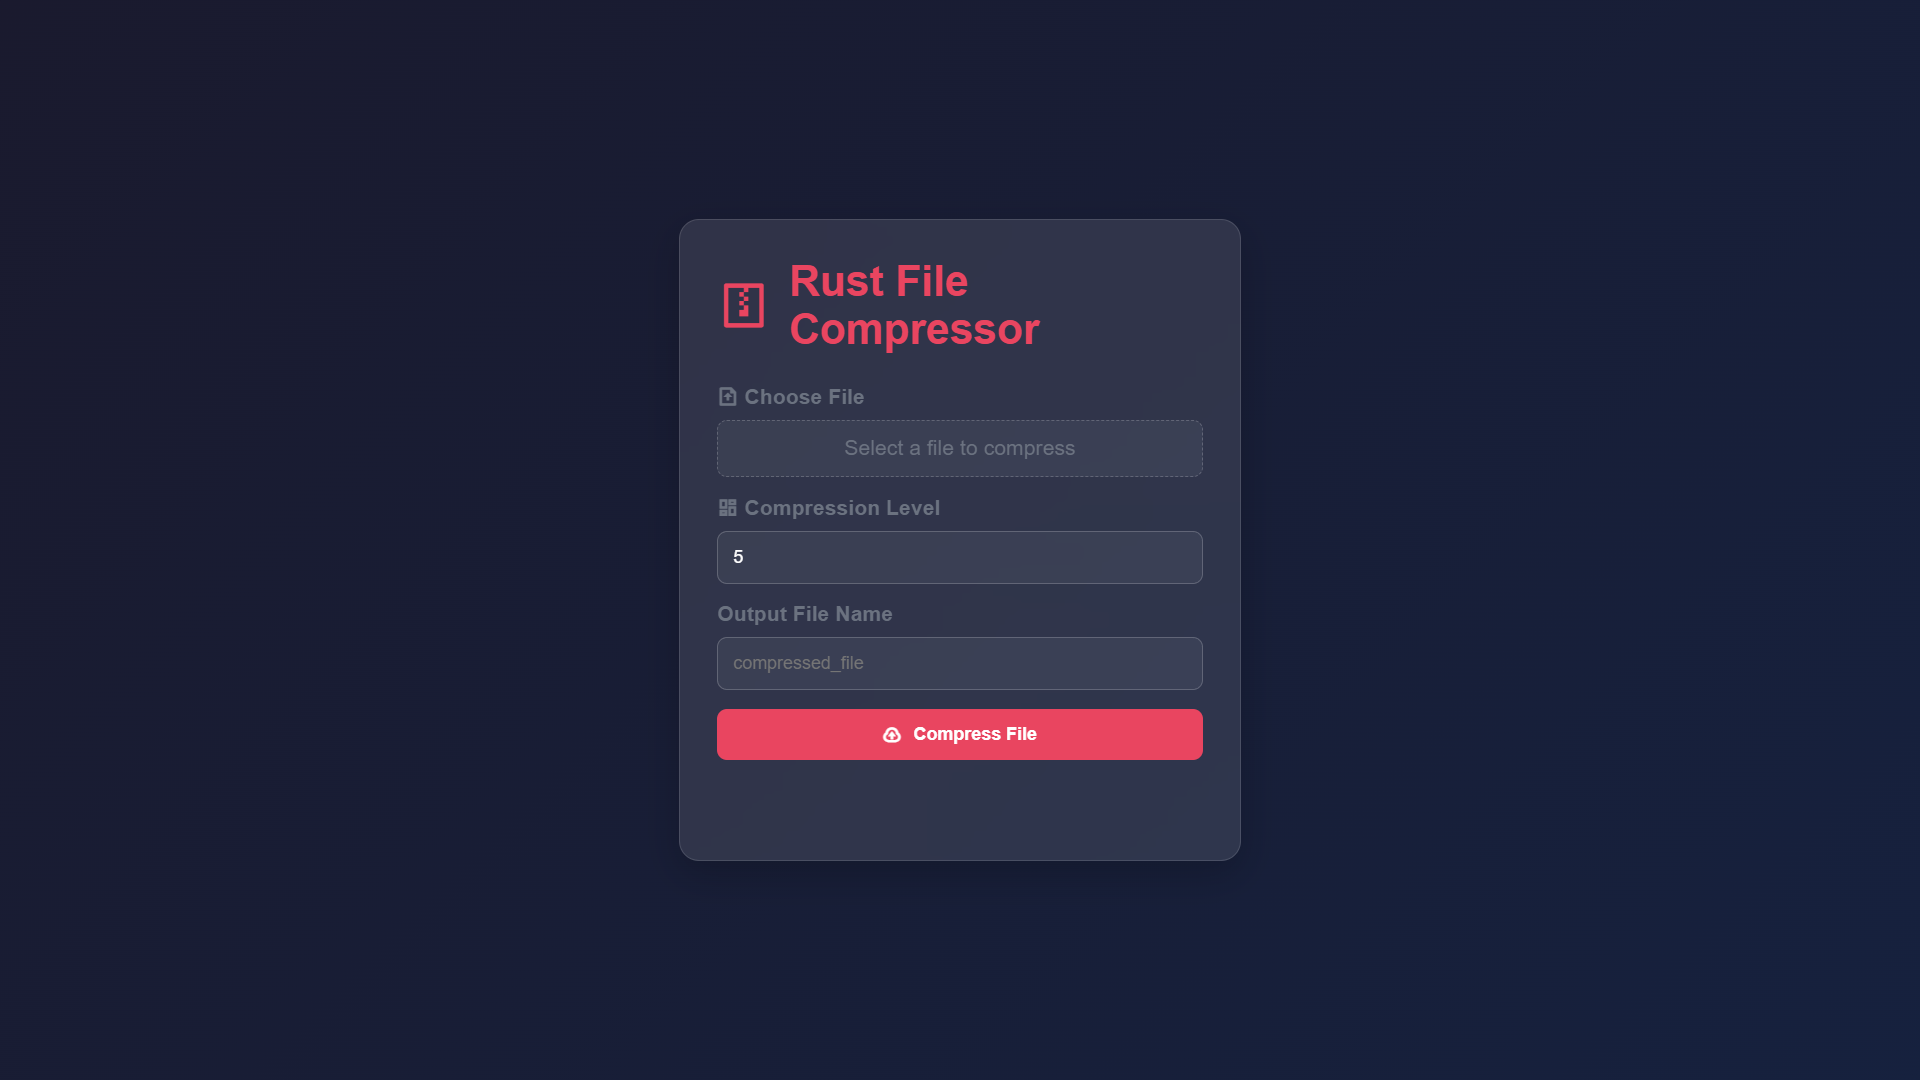 Rust File
Compressor
Choose File
Select a file to compress
Compression Level
5
Output File Name
compressed_file
Compress File